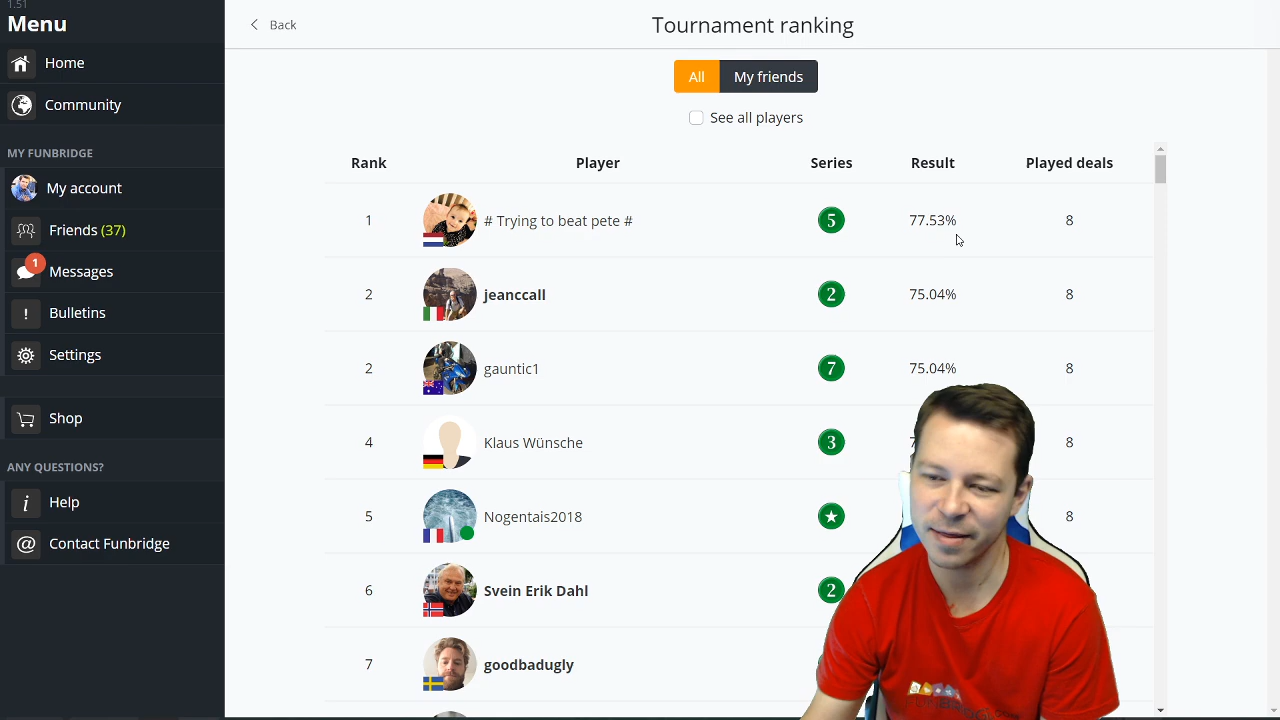 1.51
Menu
Home
Community
MY FUNBRIDGE
My account
Friends (37)
1
Messages
! Bulletins
Settings
Shop
ANY QUESTIONS?
i Help
@ Contact Funbridge
Back
Tournament ranking
All My friends
See all players
Rank Player Series Result Played deals
1 # Trying to beat pete # 5 77.53% 8
2 jeanccall 2 75.04% 8
2 gauntic1 7 75.04% 8
4 Klaus Wünsche 3 8
5 Nogentais2018 8
6 Svein Erik Dahl 2
7 goodbadugly